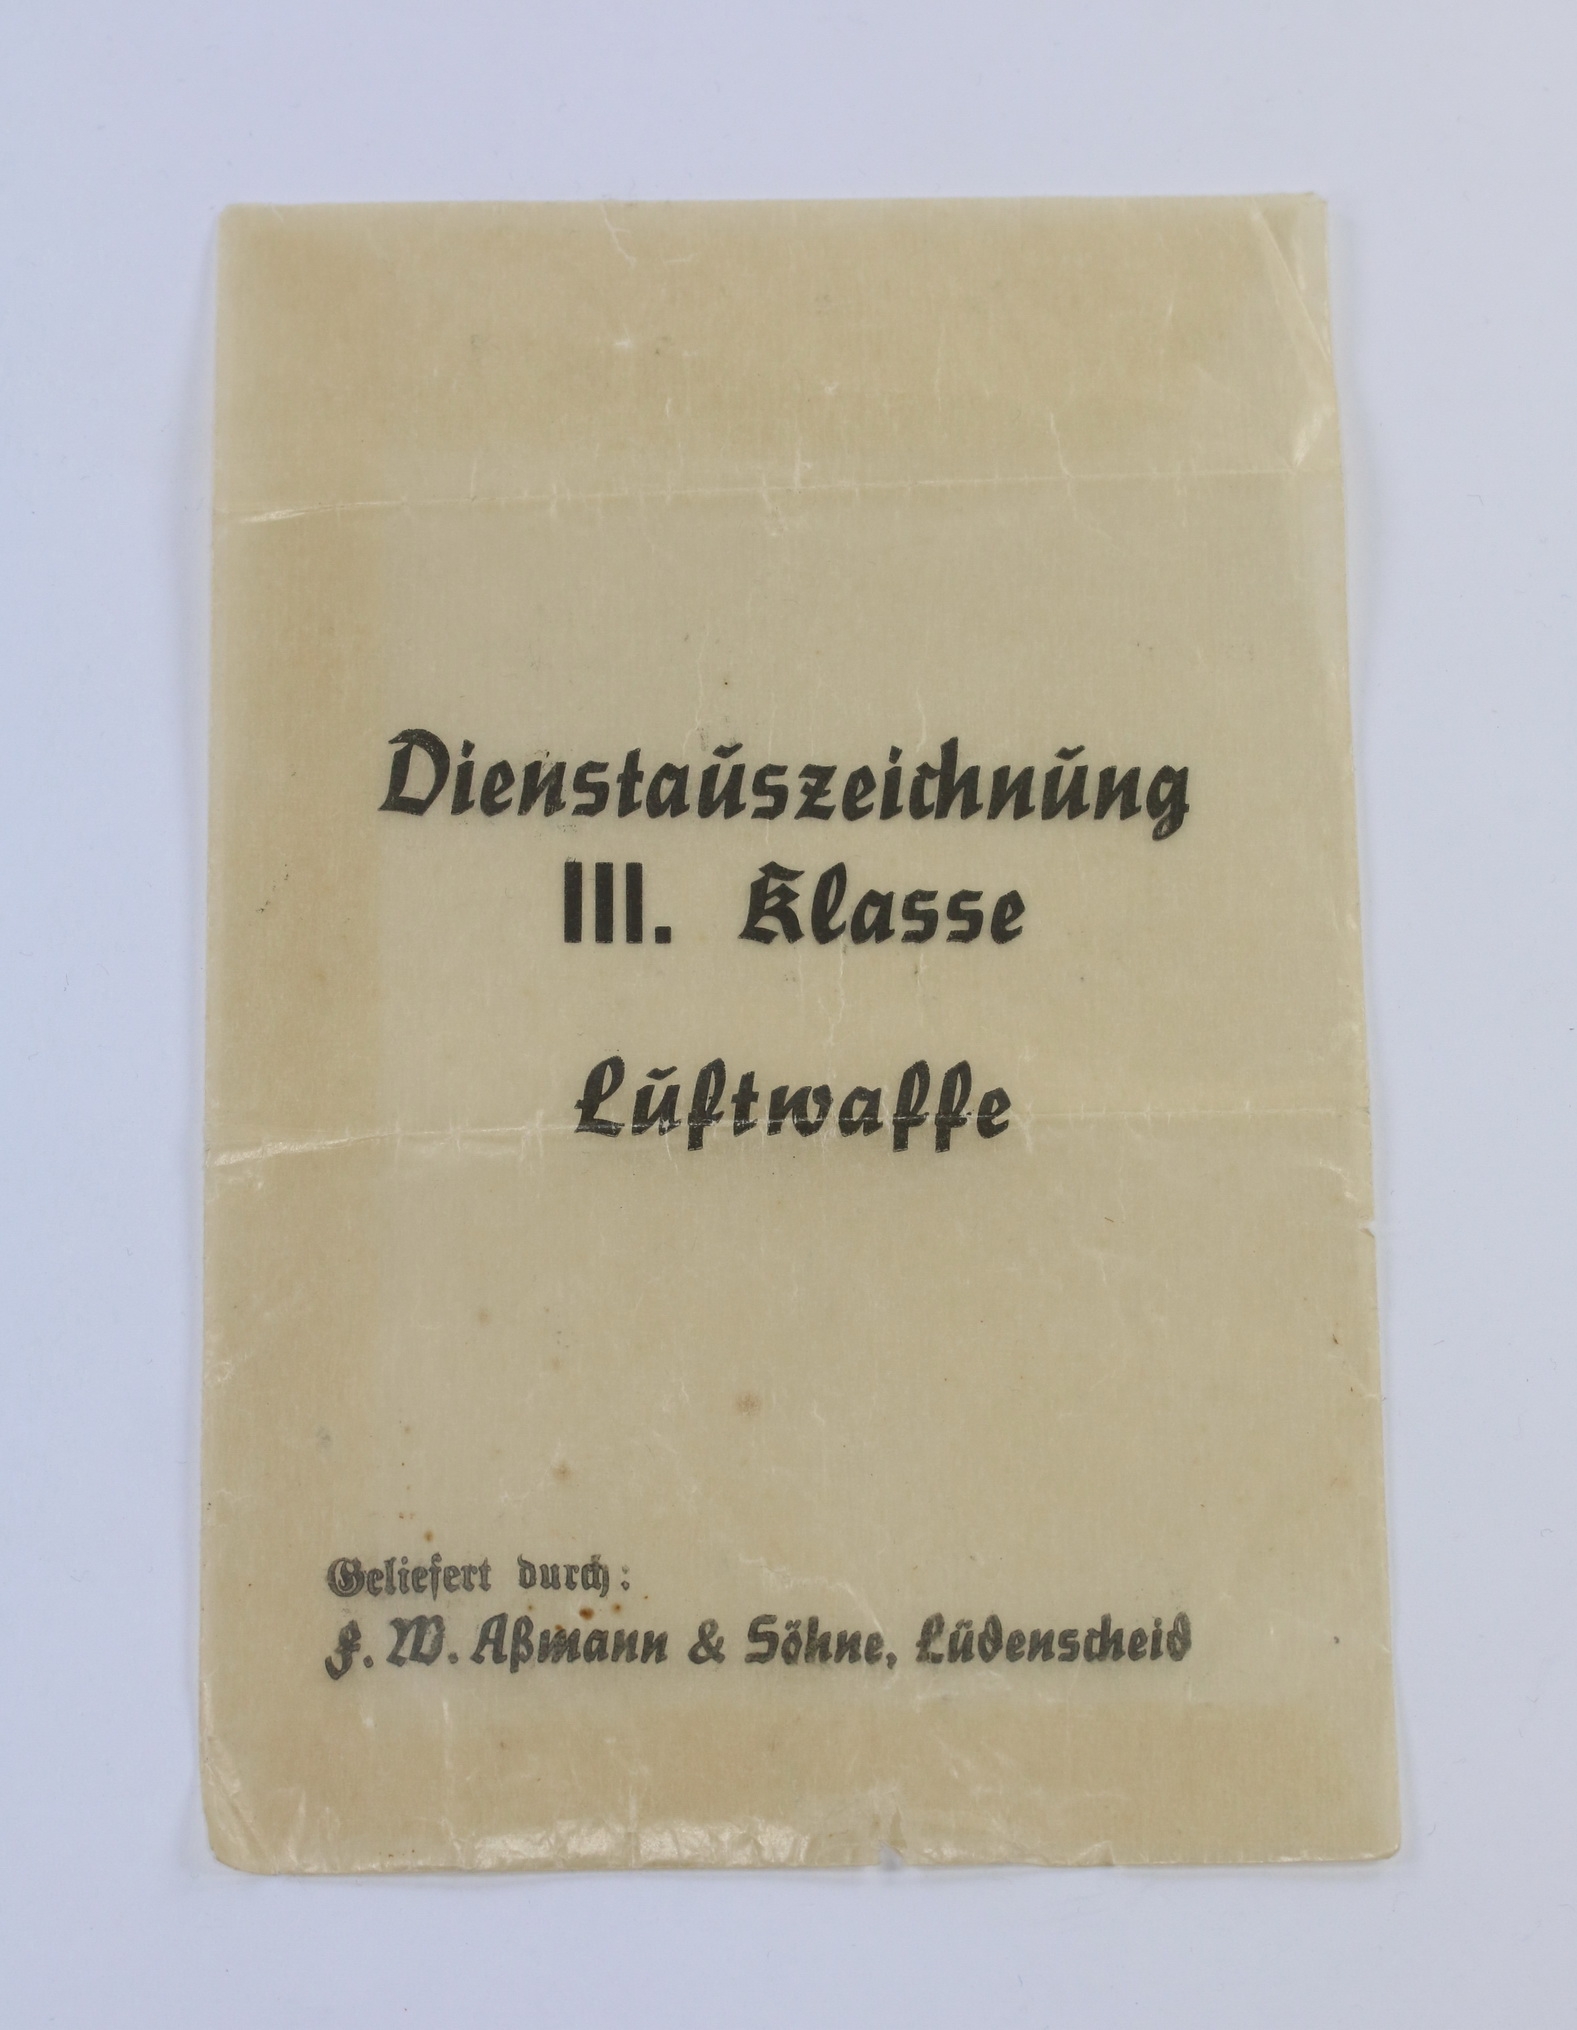 Dienstauszeichnung
III. Klasse
Luftwaffe
Geliefert durch:
F. W. Aßmann & Söhne, Lüdenscheid